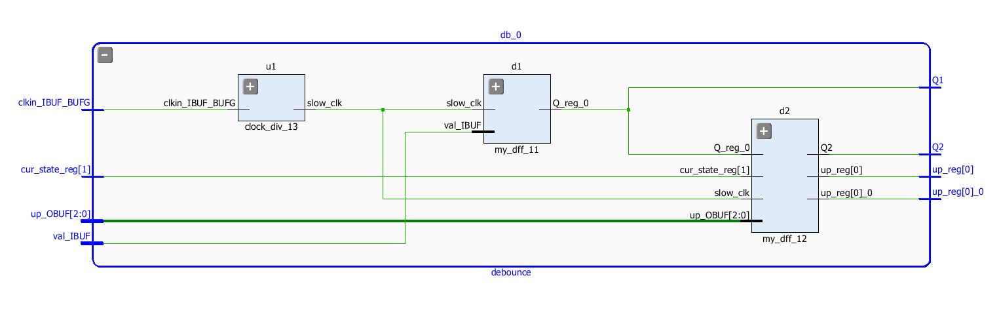 db_0
u1
d1
Q1
clkin_IBUF_BUFG
clkin_IBUF_BUFG
slow_clk
slow_clk
Q_reg_0
d2
clock_div_13
val_IBUF
my_dff_11
Q_reg_0
Q2
Q2
cur_state_reg[1]
cur_state_reg[1]
up_reg[0]
up_reg[0]
slow_clk
up_reg[0]_0
up_reg[0]_0
up_OBUF[2:0]
up_OBUF[2:0]
val_IBUF
my_dff_12
debounce